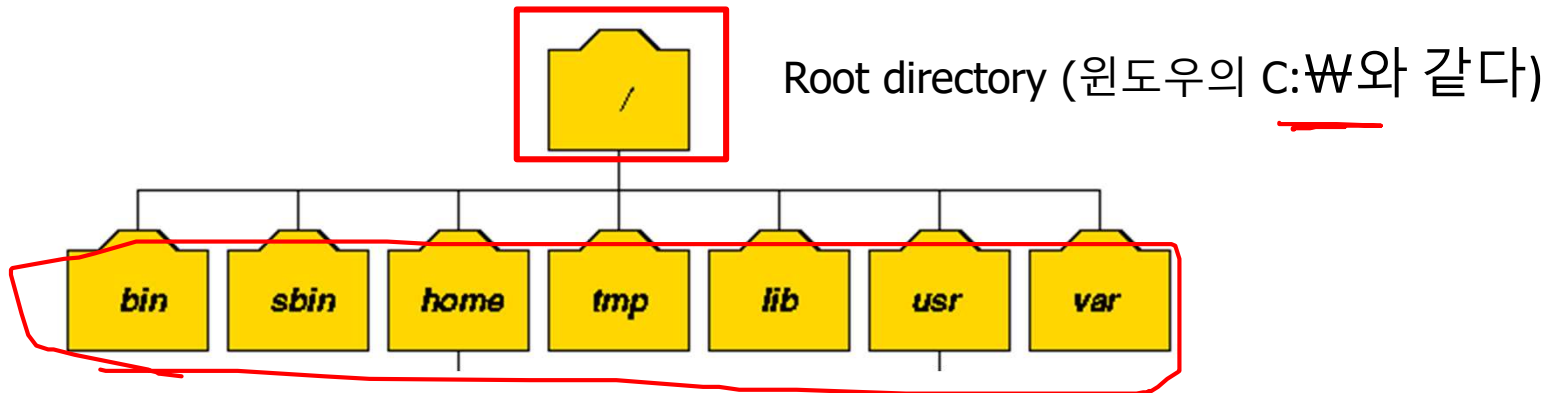 /
Root directory (윈도우의 C:₩와 같다)
bin sbin home tmp lib usr var